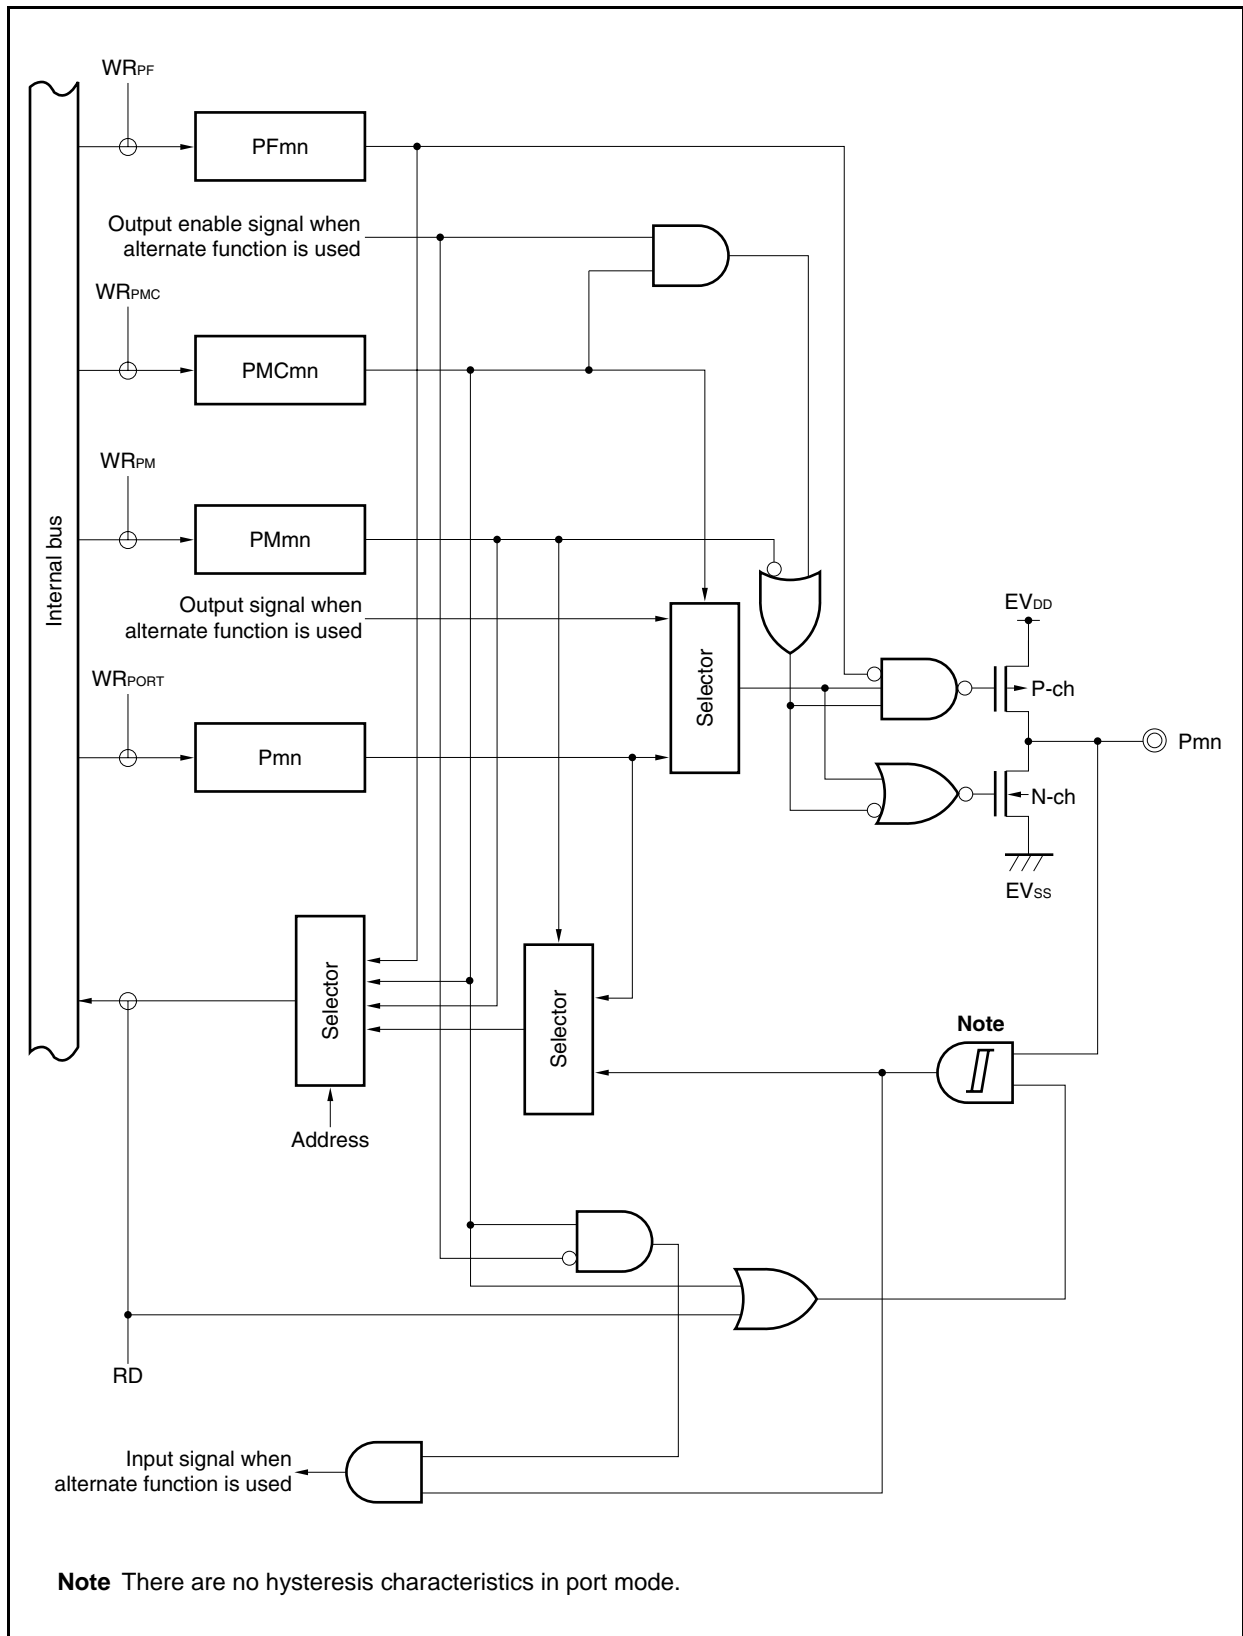 WRPF
PFmn
Output enable signal when
alternate function is used
WRPMC
PMCmn
WRPM
PMmn
Internal bus
Output signal when
alternate function is used
EVDD
WRPORT
Selector
P-ch
Pmn
Pmn
N-ch
EVSS
Selector
Selector
Note
Address
RD
Input signal when
alternate function is used
Note There are no hysteresis characteristics in port mode.